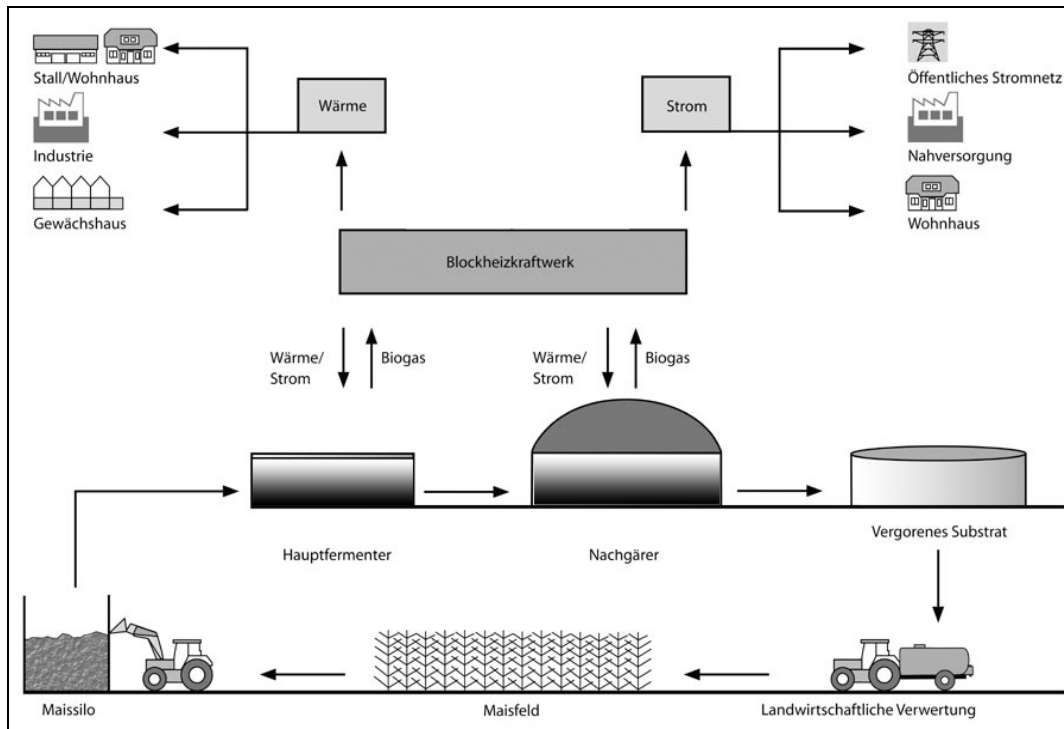 Stall/Wohnhaus
Industrie
Gewächshaus
Wärme
Strom
Öffentliches Stromnetz
Nahversorgung
Wohnhaus
Blockheizkraftwerk
Wärme/
Strom
Biogas
Wärme/
Strom
Biogas
Hauptfermenter
Nachgärer
Vergorenes Substrat
Maissilo
Maisfeld
Landwirtschaftliche Verwertung